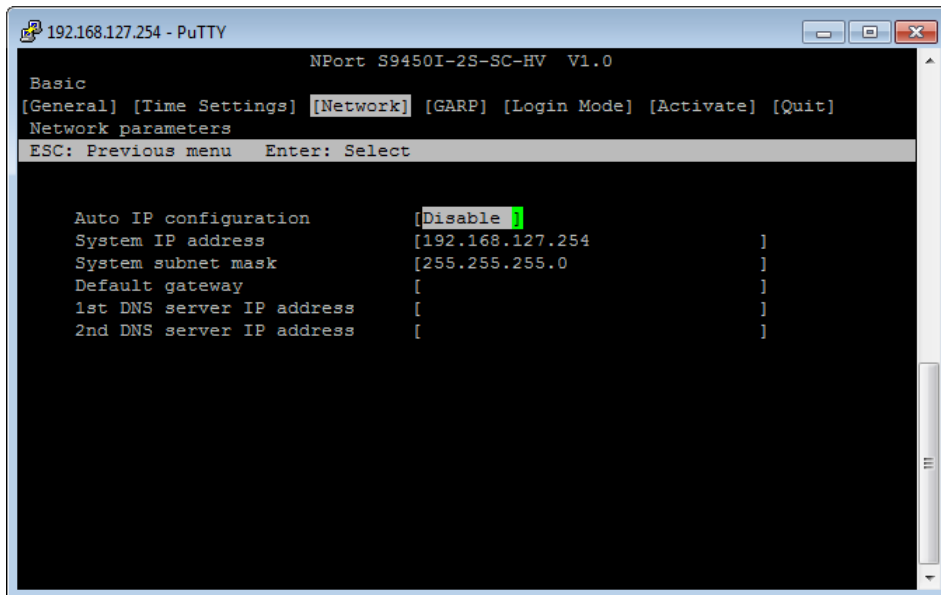 192.168.127.254 - PuTTY
NPort S9450I-2S-SC-HV V1.0
Basic
[General] [Time Settings] [Network] [GARP] [Login Mode] [Activate] [Quit]
Network parameters
ESC: Previous menu Enter: Select
Auto IP configuration [Disable ]
System IP address [192.168.127.254 ]
System subnet mask [255.255.255.0 ]
Default gateway [ ]
1st DNS server IP address [ ]
2nd DNS server IP address [ ]